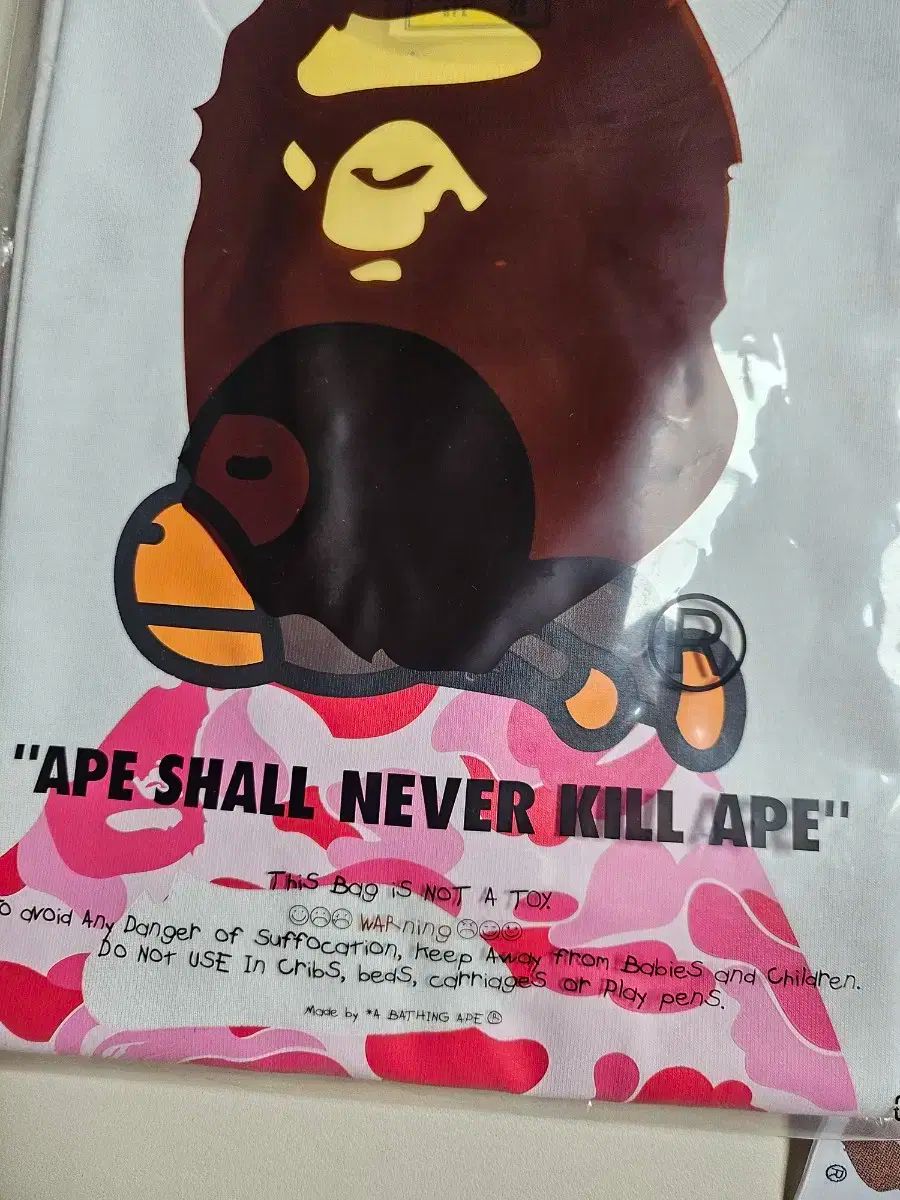 ®
"APE SHALL NEVER KILL APE"
THiS Bag iS NOT A TOY
WARning
To avoid Any Danger of Suffocation, Keep Away from Babies and Children.
Do NOT USE In CribS, beds, carriages or Play pens.
Made by *A BATHING APE ®
®